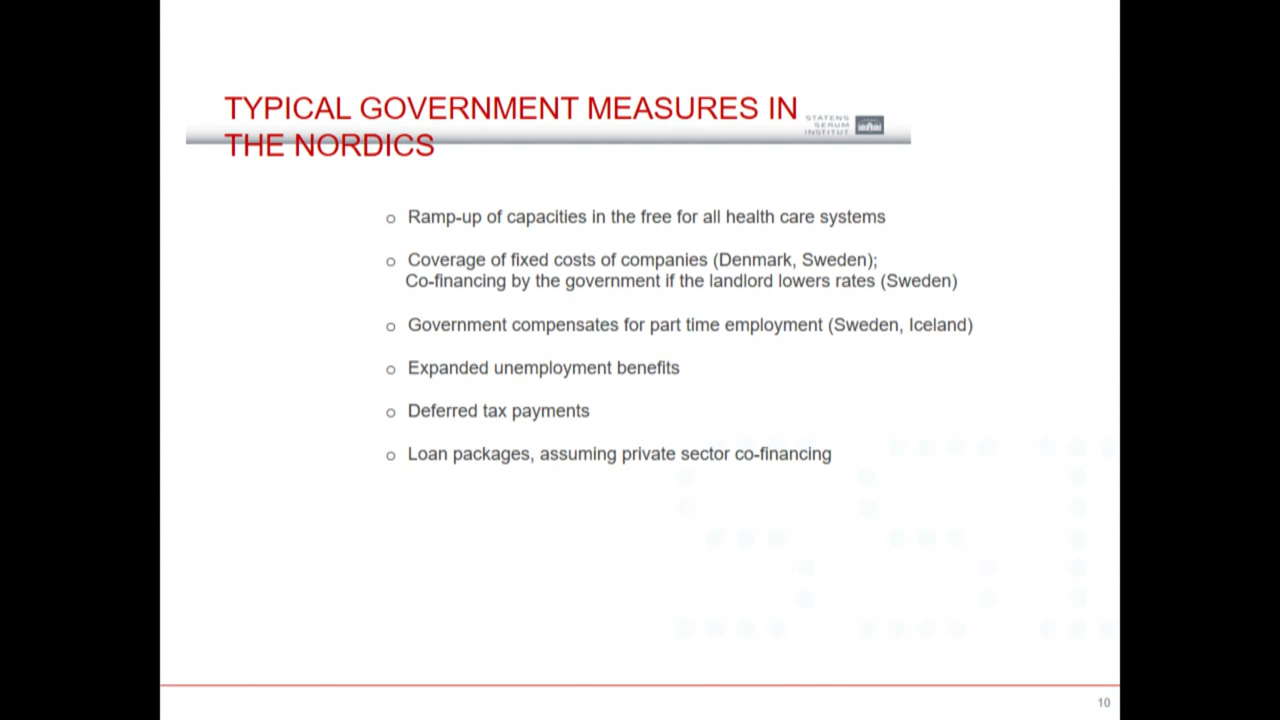 TYPICAL GOVERNMENT MEASURES IN
THE NORDICS
STATENS
SERUM
INSTITUT
o Ramp-up of capacities in the free for all health care systems
o Coverage of fixed costs of companies (Denmark, Sweden);
Co-financing by the government if the landlord lowers rates (Sweden)
o Government compensates for part time employment (Sweden, Iceland)
o Expanded unemployment benefits
o Deferred tax payments
o Loan packages, assuming private sector co-financing
10